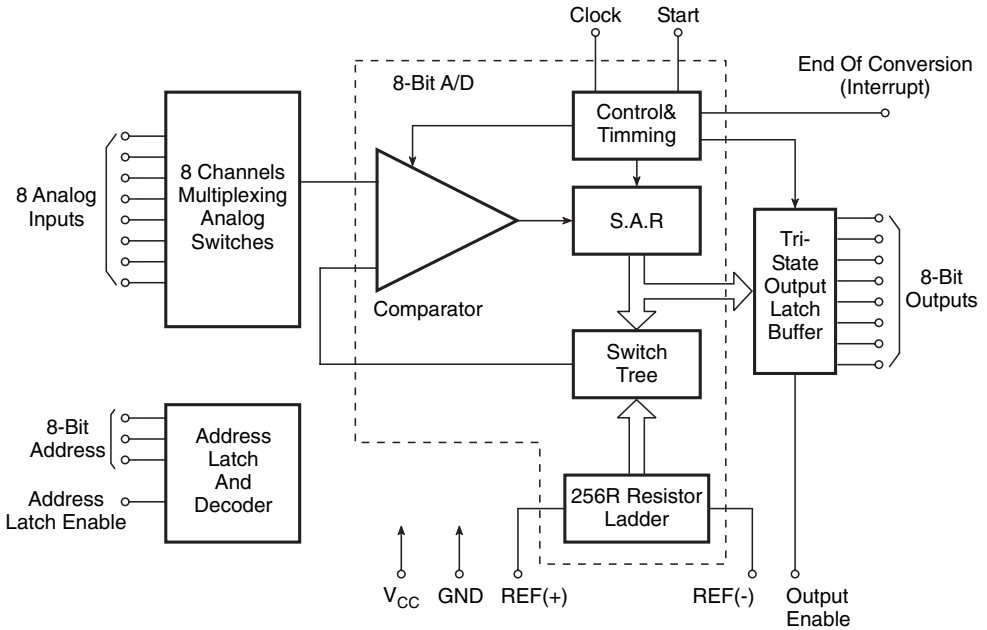 Clock
Start
8-Bit A/D
End Of Conversion
(Interrupt)
Control&
Timming
8 Analog
Inputs
8 Channels
Multiplexing
Analog
Switches
S.A.R
Comparator
Tri-
State
Output
Latch
Buffer
8-Bit
Outputs
Switch
Tree
8-Bit
Address
Address
Latch Enable
Address
Latch
And
Decoder
256R Resistor
Ladder
VCC
GND
REF(+)
REF(-)
Output
Enable